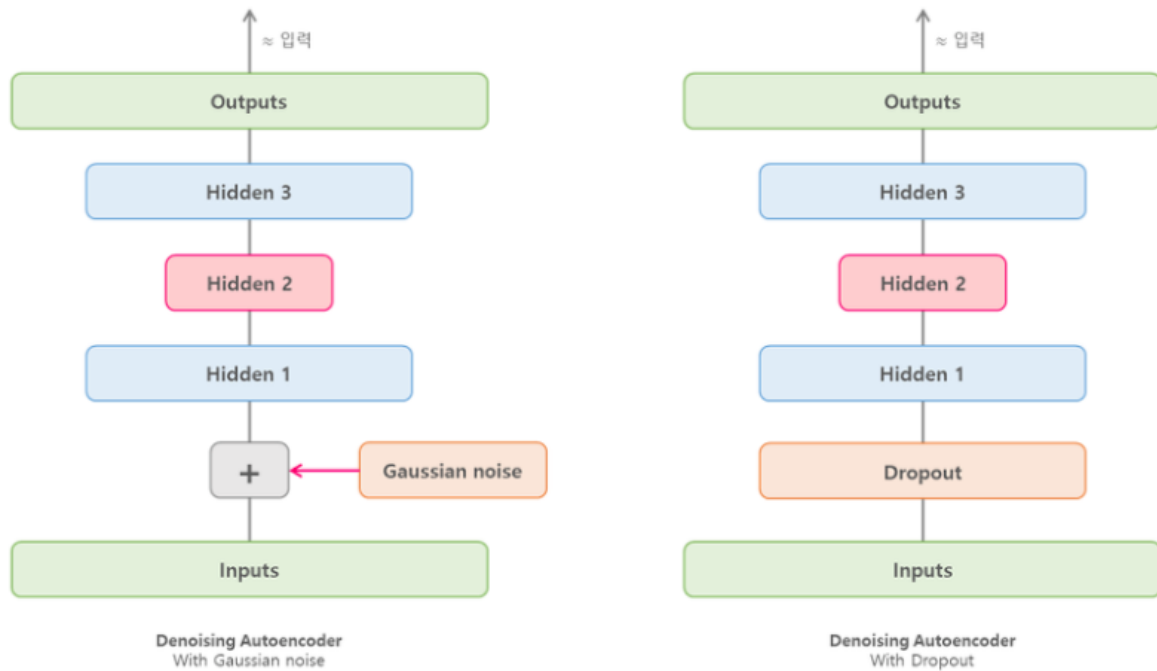 ≈ 입력
Outputs
Hidden 3
Hidden 2
Hidden 1
+
Gaussian noise
Inputs
Denoising Autoencoder
With Gaussian noise
≈ 입력
Outputs
Hidden 3
Hidden 2
Hidden 1
Dropout
Inputs
Denoising Autoencoder
With Dropout